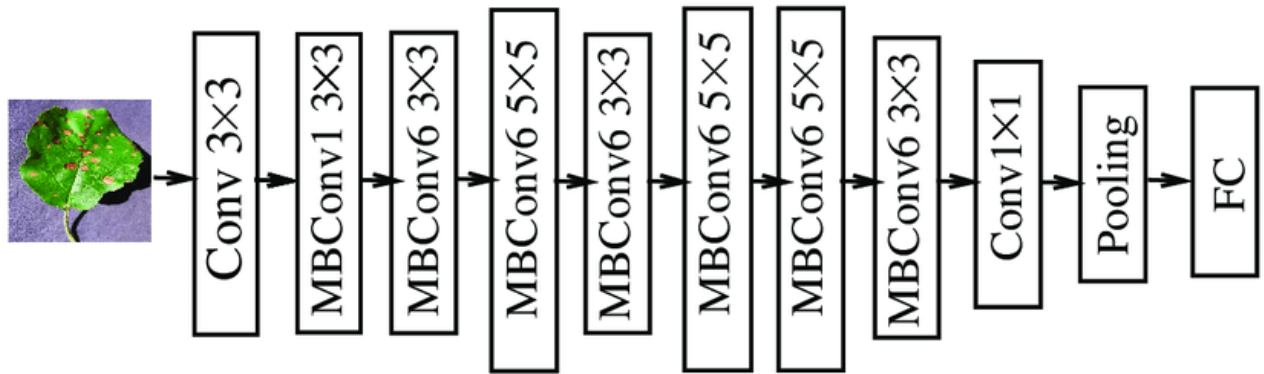 Conv 3×3
MBConv1 3×3
MBConv6 3×3
MBConv6 5×5
MBConv6 3×3
MBConv6 5×5
MBConv6 5×5
MBConv6 3×3
Conv1×1
Pooling
FC